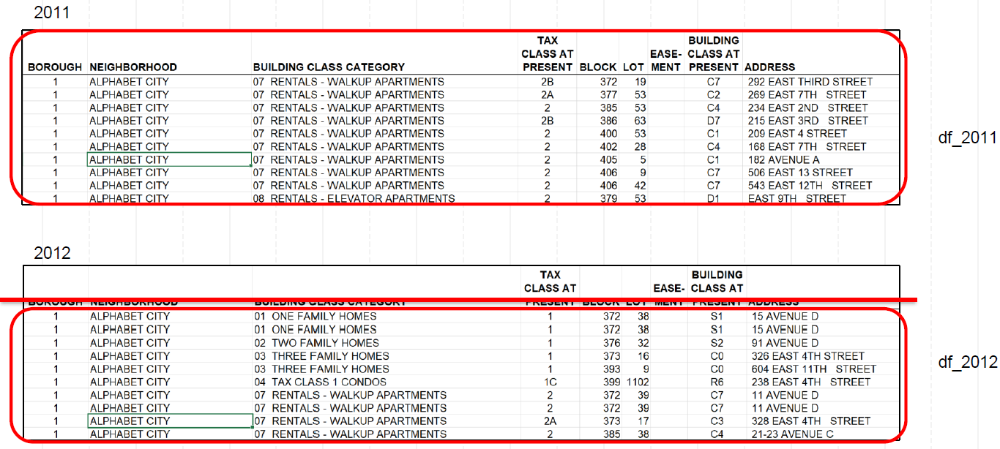 2011
TAX BUILDING
CLASS AT EASE- CLASS AT
BOROUGH NEIGHBORHOOD BUILDING CLASS CATEGORY PRESENT BLOCK LOT MENT PRESENT ADDRESS
1 ALPHABET CITY 07 RENTALS - WALKUP APARTMENTS 2B 372 19 C7 292 EAST THIRD STREET
1 ALPHABET CITY 07 RENTALS - WALKUP APARTMENTS 2A 377 53 C2 269 EAST 7TH STREET
1 ALPHABET CITY 07 RENTALS - WALKUP APARTMENTS 2 385 53 C4 234 EAST 2ND STREET
1 ALPHABET CITY 07 RENTALS - WALKUP APARTMENTS 2B 386 63 D7 215 EAST 3RD STREET
df_2011
1 ALPHABET CITY 07 RENTALS - WALKUP APARTMENTS 2 400 53 C1 209 EAST 4 STREET
1 ALPHABET CITY 07 RENTALS - WALKUP APARTMENTS 2 402 28 C4 168 EAST 7TH STREET
1 ALPHABET CITY 07 RENTALS - WALKUP APARTMENTS 2 405 5 C1 182 AVENUE A
1 ALPHABET CITY 07 RENTALS - WALKUP APARTMENTS 2 406 9 C7 506 EAST 13 STREET
1 ALPHABET CITY 07 RENTALS - WALKUP APARTMENTS 2 406 42 C7 543 EAST 12TH STREET
1 ALPHABET CITY 08 RENTALS - ELEVATOR APARTMENTS 2 379 53 D1 EAST 9TH STREET
2012
TAX BUILDING
CLASS AT EASE- CLASS AT
BOROUGH NEIGHBORHOOD BUILDING CLASS CATEGORY PRESENT BLOCK LOT MENT PRESENT ADDRESS
1 ALPHABET CITY 01 ONE FAMILY HOMES 1 372 38 S1 15 AVENUE D
1 ALPHABET CITY 01 ONE FAMILY HOMES 1 372 38 S1 15 AVENUE D
1 ALPHABET CITY 02 TWO FAMILY HOMES 1 376 32 S2 91 AVENUE D
1 ALPHABET CITY 03 THREE FAMILY HOMES 1 373 16 C0 326 EAST 4TH STREET
df_2012
1 ALPHABET CITY 03 THREE FAMILY HOMES 1 393 9 C0 604 EAST 11TH STREET
1 ALPHABET CITY 04 TAX CLASS 1 CONDOS 1C 399 1102 R6 238 EAST 4TH STREET
1 ALPHABET CITY 07 RENTALS - WALKUP APARTMENTS 2 372 39 C7 11 AVENUE D
1 ALPHABET CITY 07 RENTALS - WALKUP APARTMENTS 2 372 39 C7 11 AVENUE D
1 ALPHABET CITY 07 RENTALS - WALKUP APARTMENTS 2A 373 17 C3 328 EAST 4TH STREET
1 ALPHABET CITY 07 RENTALS - WALKUP APARTMENTS 2 385 38 C4 21-23 AVENUE C